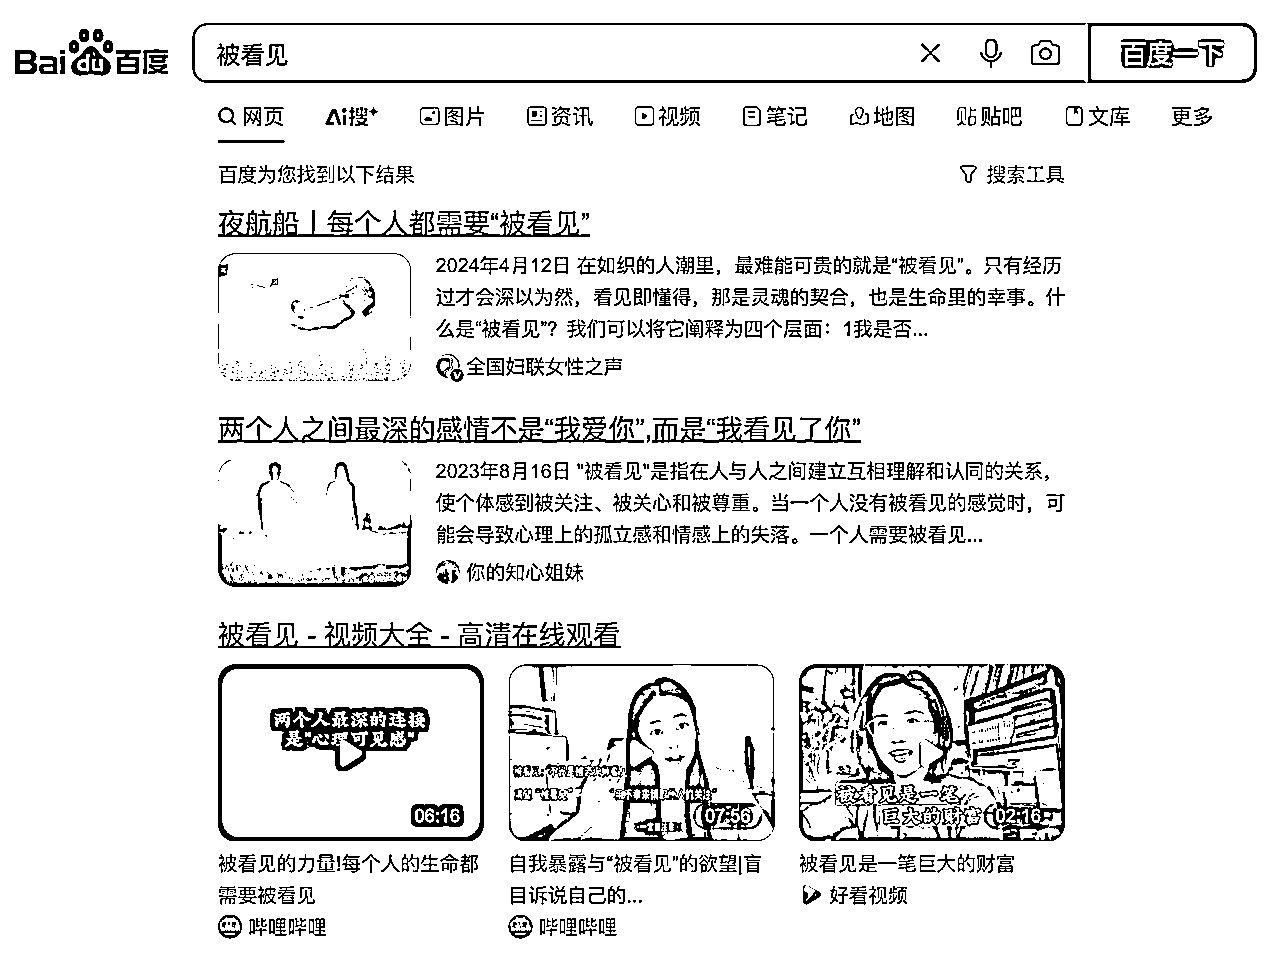 Bai du 百度
被看见
百度一下
网页 Ai搜 图片 资讯 视频 笔记 地图 贴吧 文库 更多
百度为您找到以下结果
搜索工具
夜航船丨每个人都需要“被看见”
2024年4月12日 在如织的人潮里，最难能可贵的就是“被看见”。只有经历
过才会深以为然，看见即懂得，那是灵魂的契合，也是生命里的幸事。什
么是“被看见”？我们可以将它阐释为四个层面：1我是否...
全国妇联女性之声
两个人之间最深的感情不是“我爱你”,而是“我看见了你”
2023年8月16日 "被看见"是指在人与人之间建立互相理解和认同的关系，
使个体感到被关注、被关心和被尊重。当一个人没有被看见的感觉时，可
能会导致心理上的孤立感和情感上的失落。一个人需要被看见...
你的知心姐妹
被看见 - 视频大全 - 高清在线观看
两个人最深的连接
是"心理可见感"
06:16
07:56
被看见是一笔
巨大的财富
02:16
被看见的力量!每个人的生命都
需要被看见
哔哩哔哩
自我暴露与“被看见”的欲望|盲
目诉说自己的...
哔哩哔哩
被看见是一笔巨大的财富
好看视频